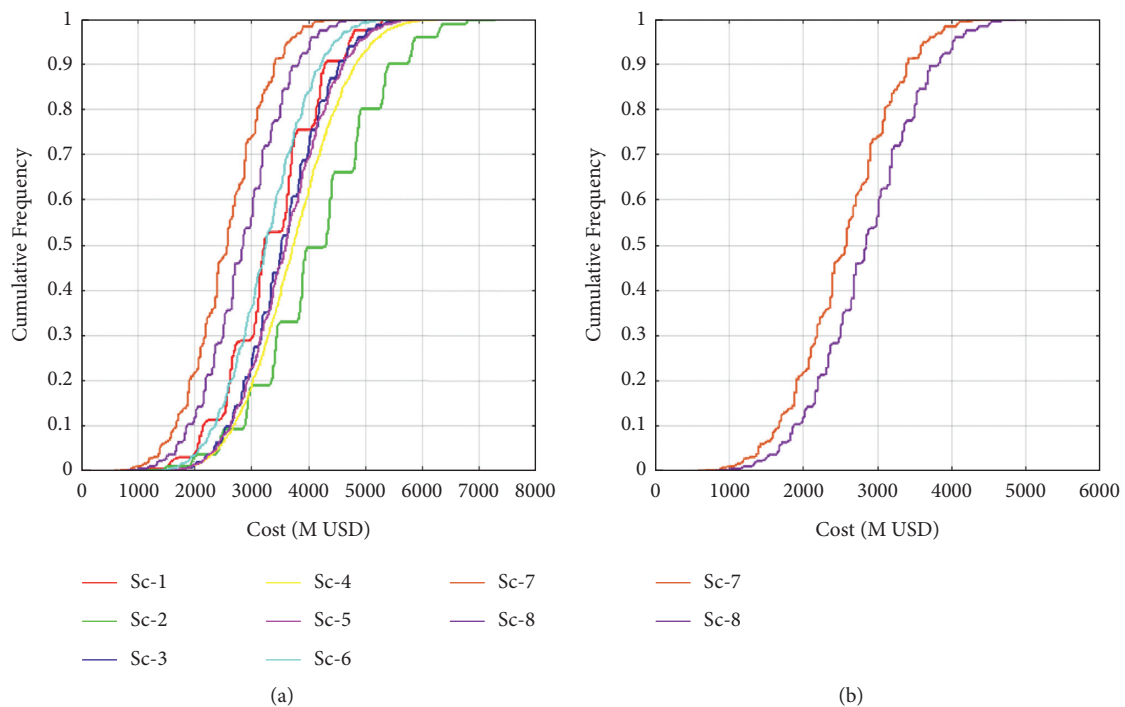 1
0.9
0.8
0.7
0.6
0.5
0.4
0.3
0.2
0.1
0
Cumulative Frequency
0 1000 2000 3000 4000 5000 6000 7000 8000
Cost (M USD)
Sc-1 Sc-4 Sc-7
Sc-2 Sc-5 Sc-8
Sc-3 Sc-6
(a)
1
0.9
0.8
0.7
0.6
0.5
0.4
0.3
0.2
0.1
0
Cumulative Frequency
0 1000 2000 3000 4000 5000 6000
Cost (M USD)
Sc-7
Sc-8
(b)